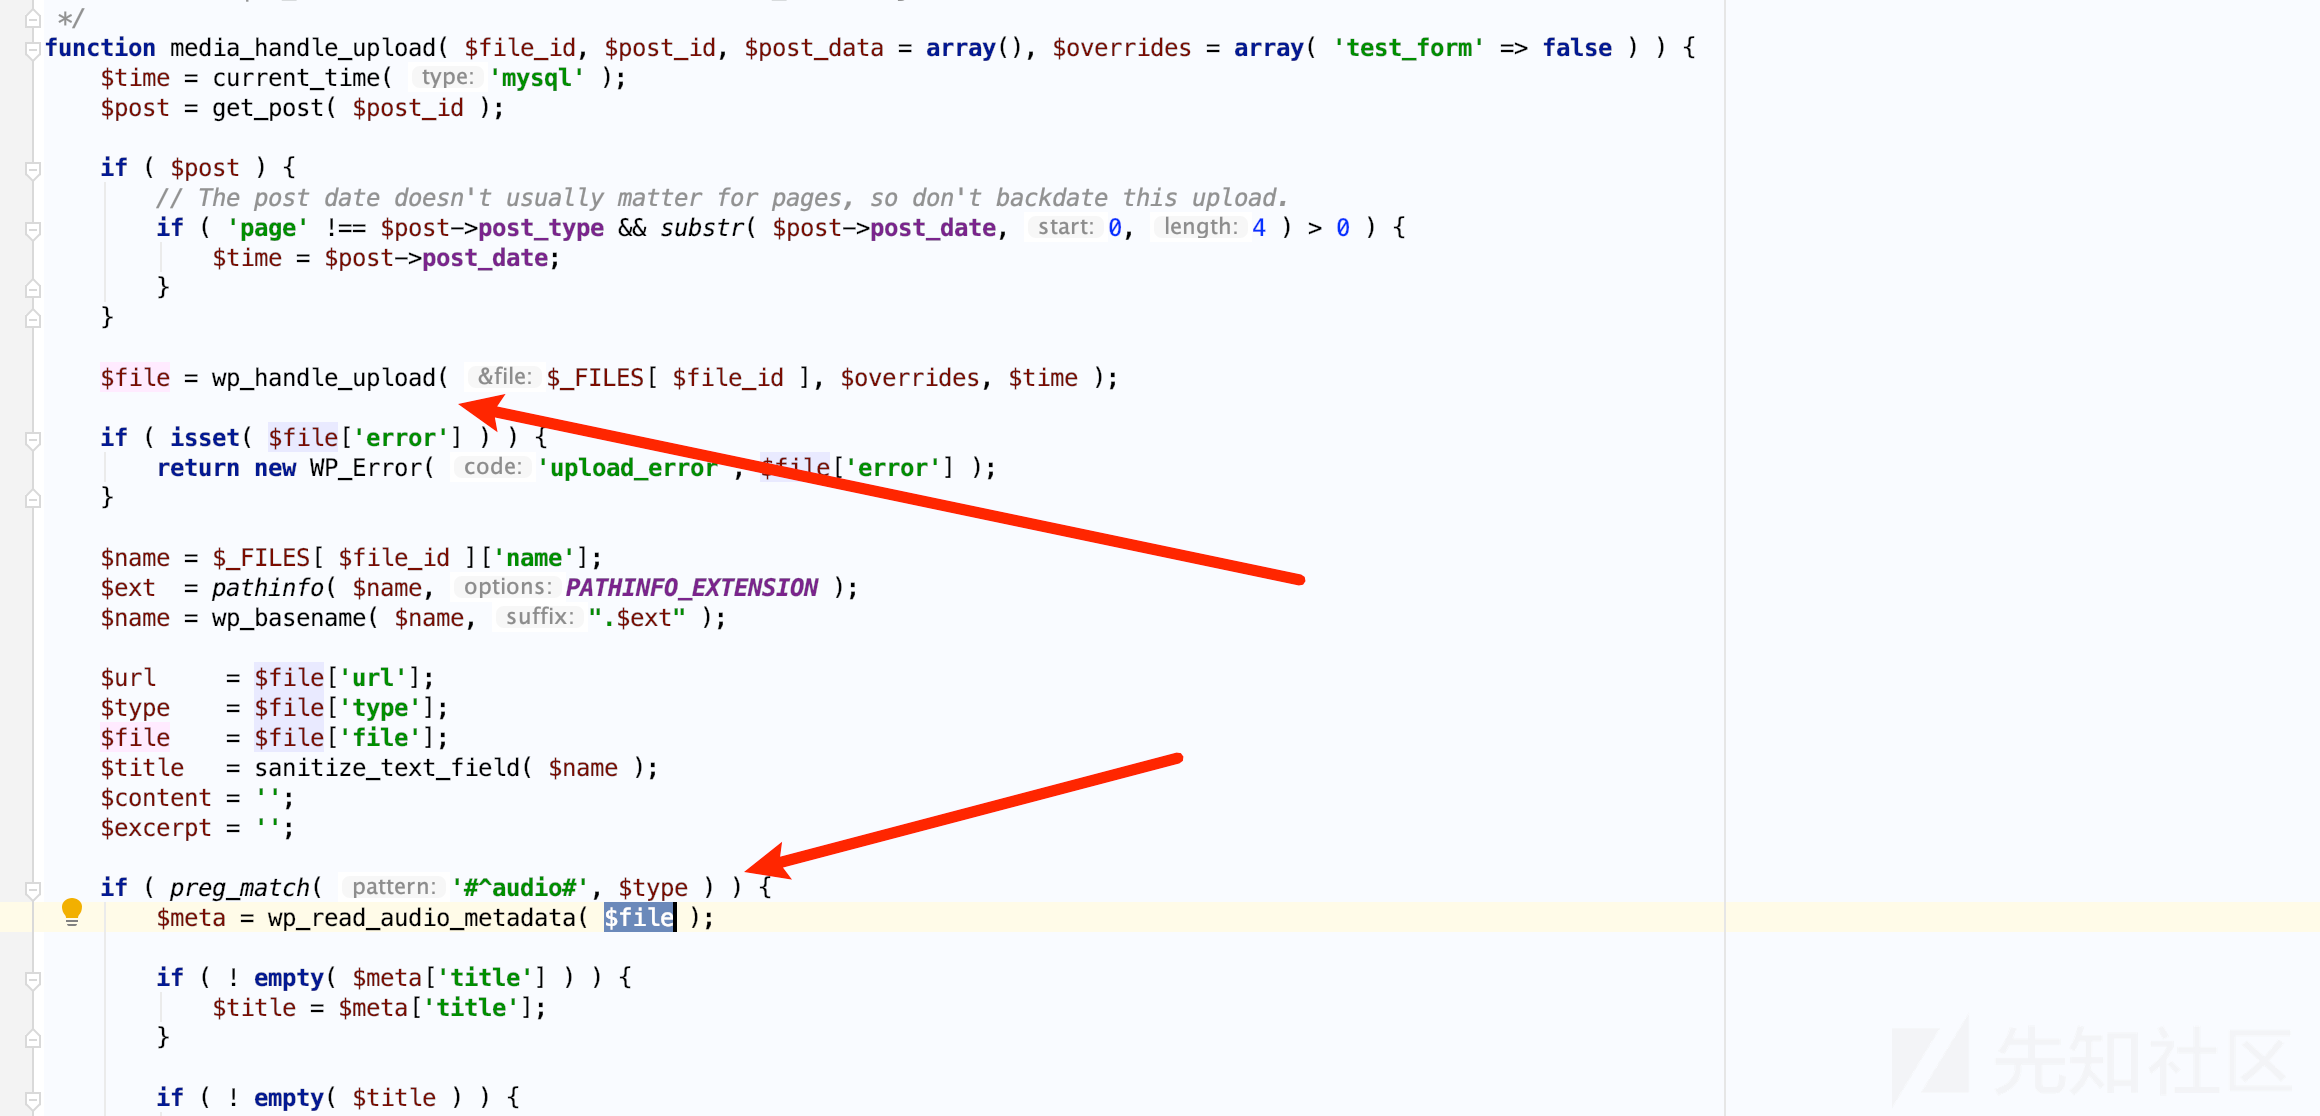 */
function media_handle_upload( $file_id, $post_id, $post_data = array(), $overrides = array( 'test_form' => false ) ) {
    $time = current_time( type: 'mysql' );
    $post = get_post( $post_id );
    if ( $post ) {
        // The post date doesn't usually matter for pages, so don't backdate this upload.
        if ( 'page' !== $post->post_type && substr( $post->post_date, start: 0, length: 4 ) > 0 ) {
            $time = $post->post_date;
        }
    }
    $file = wp_handle_upload( &file: $_FILES[ $file_id ], $overrides, $time );
    if ( isset( $file['error'] ) ) {
        return new WP_Error( code: 'upload_error', $file['error'] );
    }
    $name = $_FILES[ $file_id ]['name'];
    $ext  = pathinfo( $name, options: PATHINFO_EXTENSION );
    $name = wp_basename( $name, suffix: ".$ext" );
    $url     = $file['url'];
    $type    = $file['type'];
    $file    = $file['file'];
    $title   = sanitize_text_field( $name );
    $content = '';
    $excerpt = '';
    if ( preg_match( pattern: '#^audio#', $type ) ) {
        $meta = wp_read_audio_metadata( $file );
        if ( ! empty( $meta['title'] ) ) {
            $title = $meta['title'];
        }
        if ( ! empty( $title ) ) {
先知社区